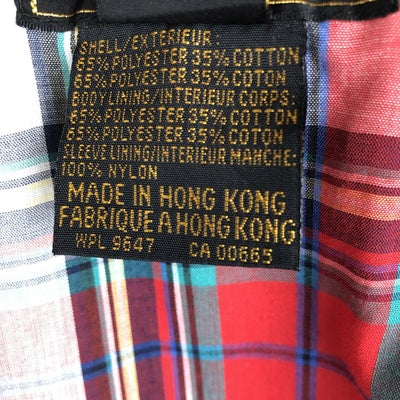 SHELL/EXTERIEUR:
65% POLYESTER 35% COTTON
65% POLYESTER 35% COTON
BODY LINING/INTERIEUR CORPS:
65% POLYESTER 35% COTTON
65% POLYESTER 35% COTON
SLEEVE LINING/INTERIEUR MANCHE:
100% NYLON
MADE IN HONG KONG
FABRIQUE A HONG KONG
WPL 9647 CA 00665